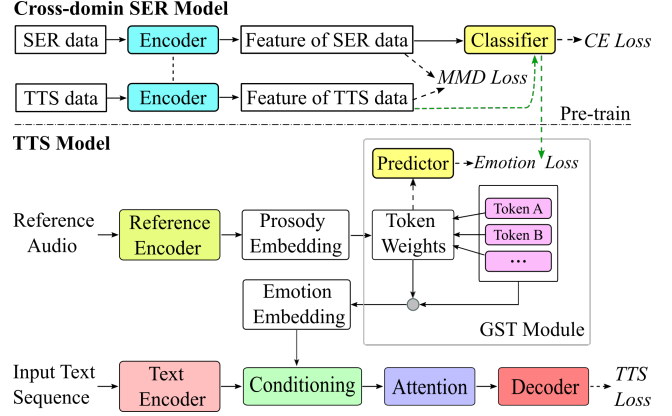 Cross-domin SER Model
SER data
Encoder
Feature of SER data
Classifier
CE Loss
MMD Loss
TTS data
Encoder
Feature of TTS data
Pre-train
TTS Model
Predictor
Emotion Loss
Reference
Audio
Reference
Encoder
Prosody
Embedding
Token
Weights
Token A
Token B
...
Emotion
Embedding
GST Module
Input Text
Sequence
Text
Encoder
Conditioning
Attention
Decoder
TTS
Loss